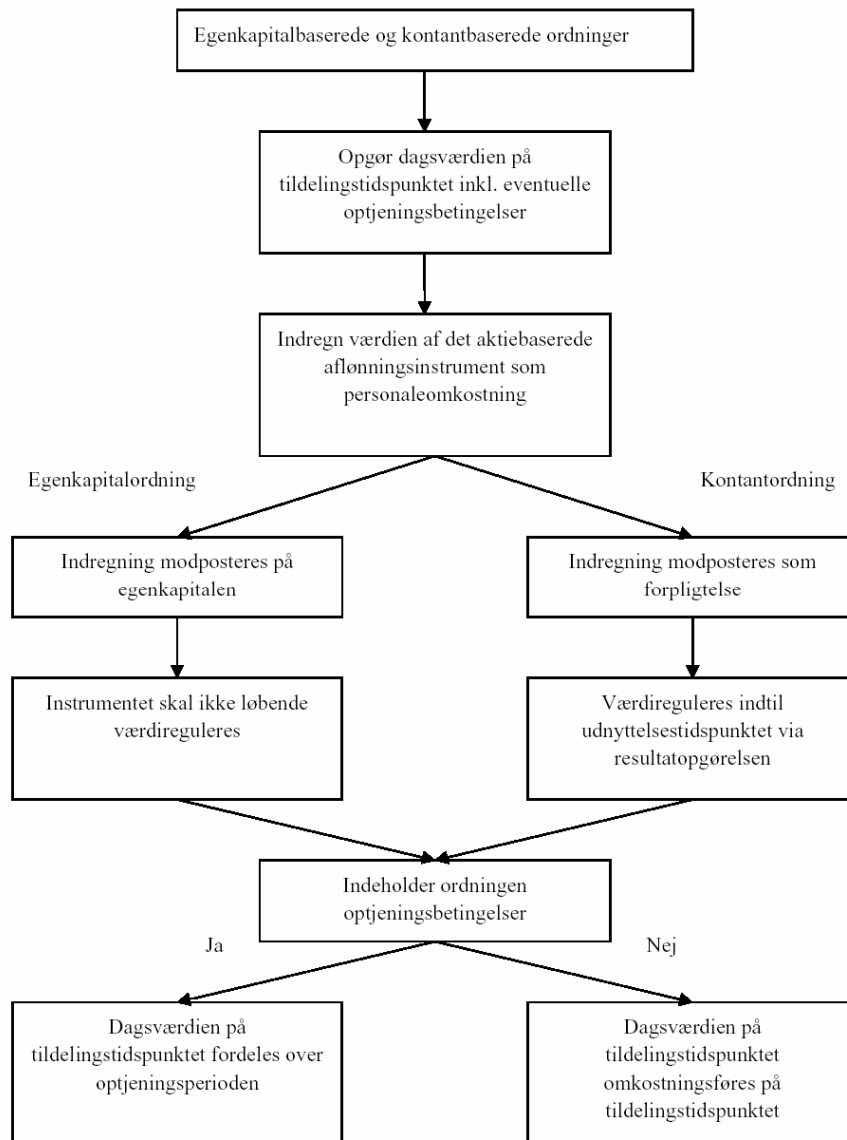 Egenkapitalbaserede og kontantbaserede ordninger
Opgør dagsværdien på
tildelingstidspunktet inkl. eventuelle
optjeningsbetingelser
Indregn værdien af det aktiebaserede
aflønningsinstrument som
personaleomkostning
Egenkapitalordning
Kontantordning
Indregning modposteres på
egenkapitalen
Indregning modposteres som
forpligtelse
Instrumentet skal ikke løbende
værdireguleres
Værdireguleres indtil
udnyttelsestidspunktet via
resultatopgørelsen
Indeholder ordningen
optjeningsbetingelser
Ja
Nej
Dagsværdien på
tildelingstidspunktet fordeles over
optjeningsperioden
Dagsværdien på
tildelingstidspunktet
omkostningsføres på
tildelingstidspunktet